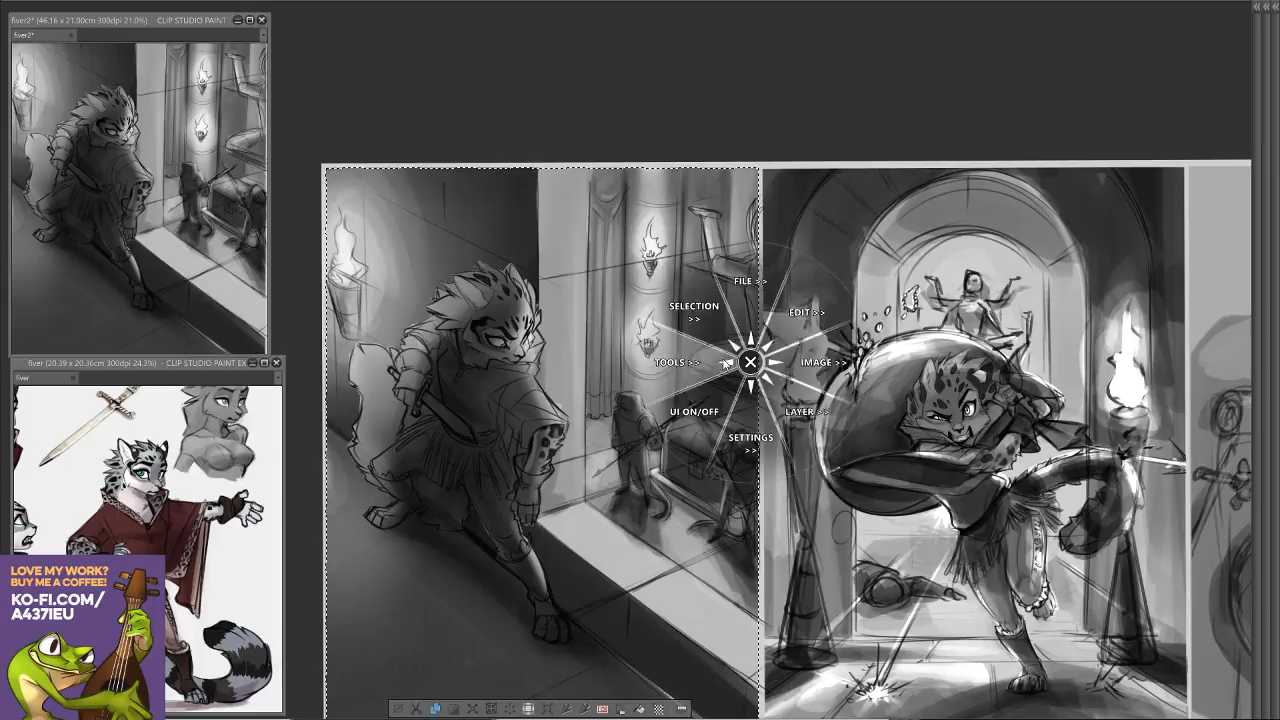 fiver2* (46.16 x 21.00cm 300dpi 21.0%) - CLIP STUDIO PAINT
fiver2*
FILE >>
SELECTION >>
EDIT >>
TOOLS >>
IMAGE >>
UI ON/OFF
LAYER >>
SETTINGS >>
fiver (20.39 x 20.36cm 300dpi 24.3%) - CLIP STUDIO PAINT EX
fiver
LOVE MY WORK?
BUY ME A COFFEE!
KO-FI.COM/
A437IEU